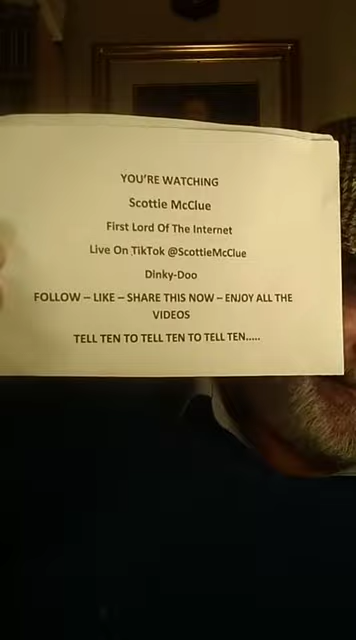 YOU'RE WATCHING
Scottie McClue
First Lord Of The Internet
Live On TikTok @ScottieMcClue
Dinky-Doo
FOLLOW – LIKE – SHARE THIS NOW – ENJOY ALL THE
VIDEOS
TELL TEN TO TELL TEN TO TELL TEN.....